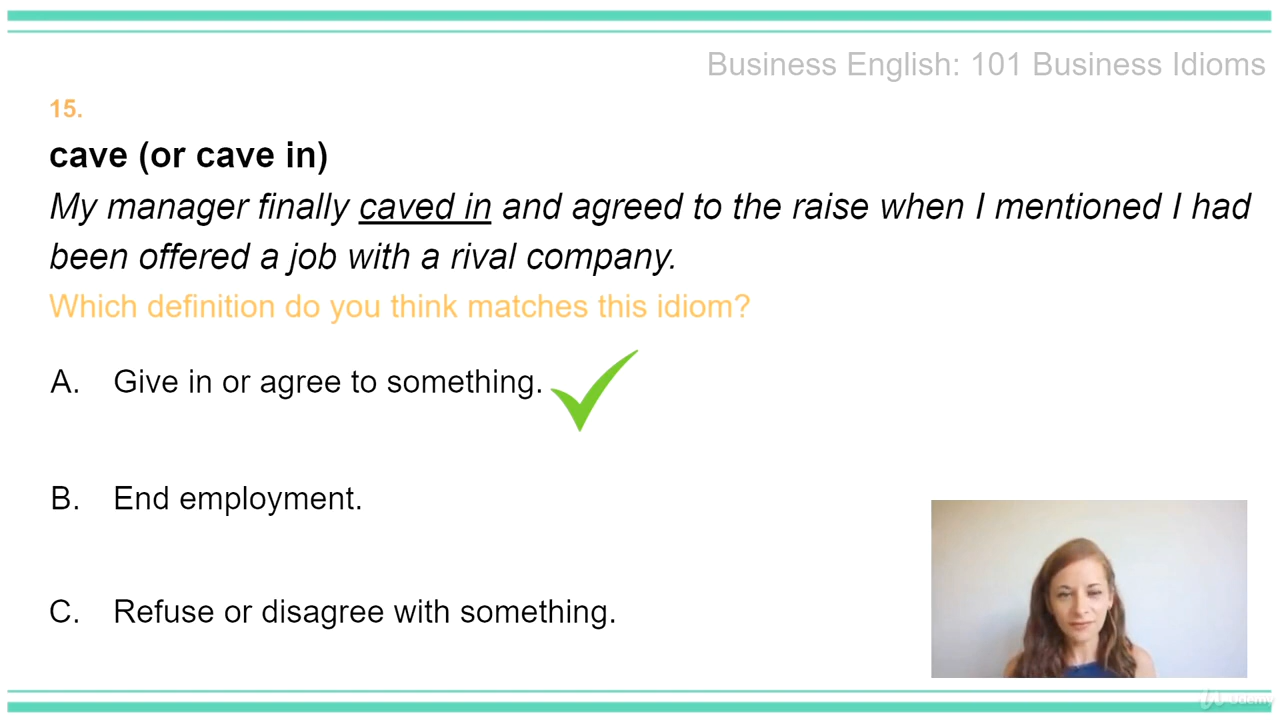 Business English: 101 Business Idioms
15.
cave (or cave in)
My manager finally caved in and agreed to the raise when I mentioned I had
been offered a job with a rival company.
Which definition do you think matches this idiom?
A. Give in or agree to something.
B. End employment.
C. Refuse or disagree with something.
Udemy